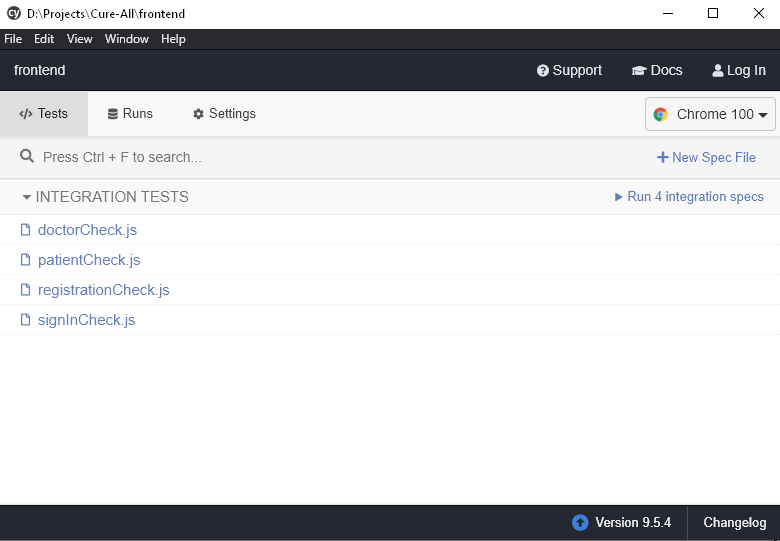 cy D:\Projects\Cure-All\frontend
File Edit View Window Help
frontend Support Docs Log In
Tests Runs Settings Chrome 100
Press Ctrl + F to search... New Spec File
INTEGRATION TESTS Run 4 integration specs
doctorCheck.js
patientCheck.js
registrationCheck.js
signInCheck.js
Version 9.5.4 Changelog